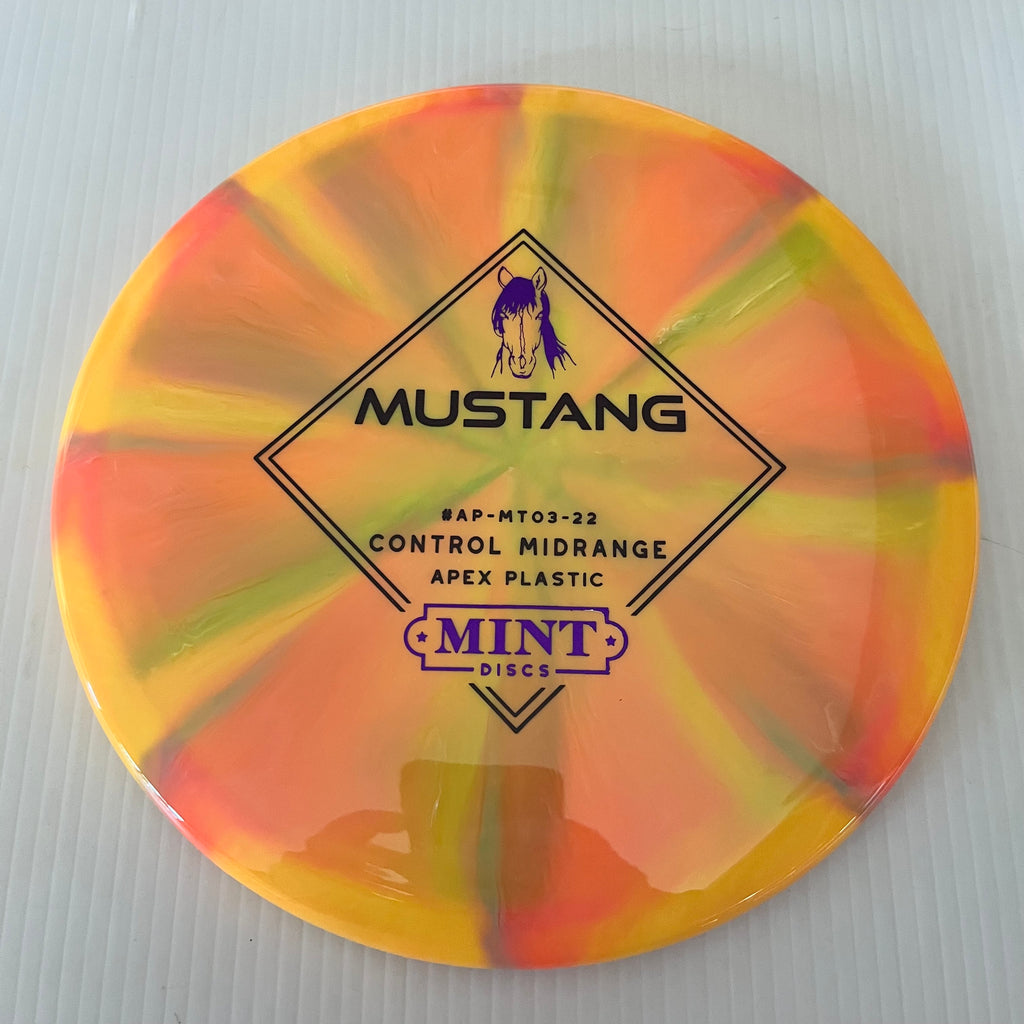 MUSTANG
#AP-MT03-22
CONTROL MIDRANGE
APEX PLASTIC
MINT
DISCS